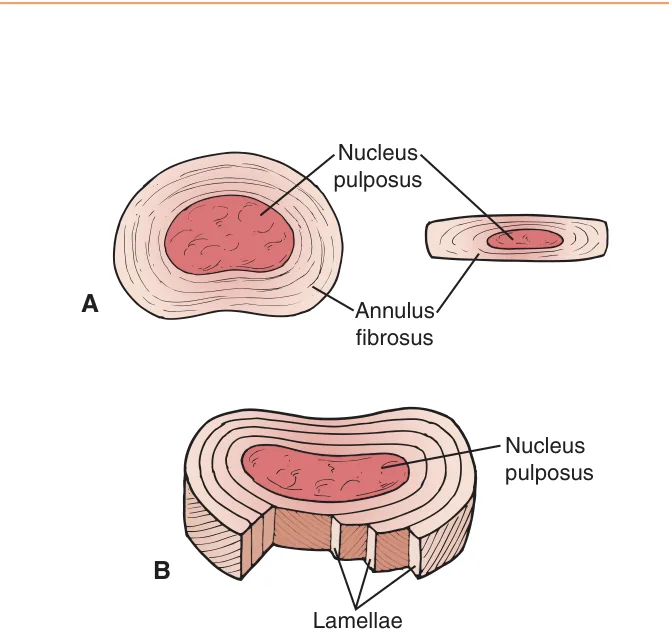 Nucleus
pulposus
A
Annulus
fibrosus
Nucleus
pulposus
B
Lamellae